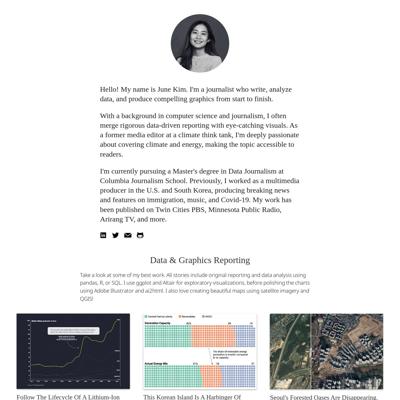 Hello! My name is June Kim. I'm a journalist who write, analyze
data, and produce compelling graphics from start to finish.
With a background in computer science and journalism, I often
merge rigorous data-driven reporting with eye-catching visuals. As
a former media editor at a climate think tank, I'm deeply passionate
about covering climate and energy, making the topic accessible to
readers.
I'm currently pursuing a Master's degree in Data Journalism at
Columbia Journalism School. Previously, I worked as a multimedia
producer in the U.S. and South Korea, producing breaking news
and features on immigration, music, and Covid-19. My work has
been published on Twin Cities PBS, Minnesota Public Radio,
Arirang TV, and more.
Data & Graphics Reporting
Take a look at some of my best work. All stories include original reporting and data analysis using
pandas, R, or SQL. I use ggplot and Altair for exploratory visualizations, before polishing the charts
using Adobe Illustrator and ai2html. I also love creating beautiful maps using satellite imagery and
QGIS!
Generation Capacity
Actual Energy Mix
Follow The Lifecycle Of A Lithium-Ion
This Korean Island Is A Harbinger Of
Seoul's Forested Oases Are Disappearing,